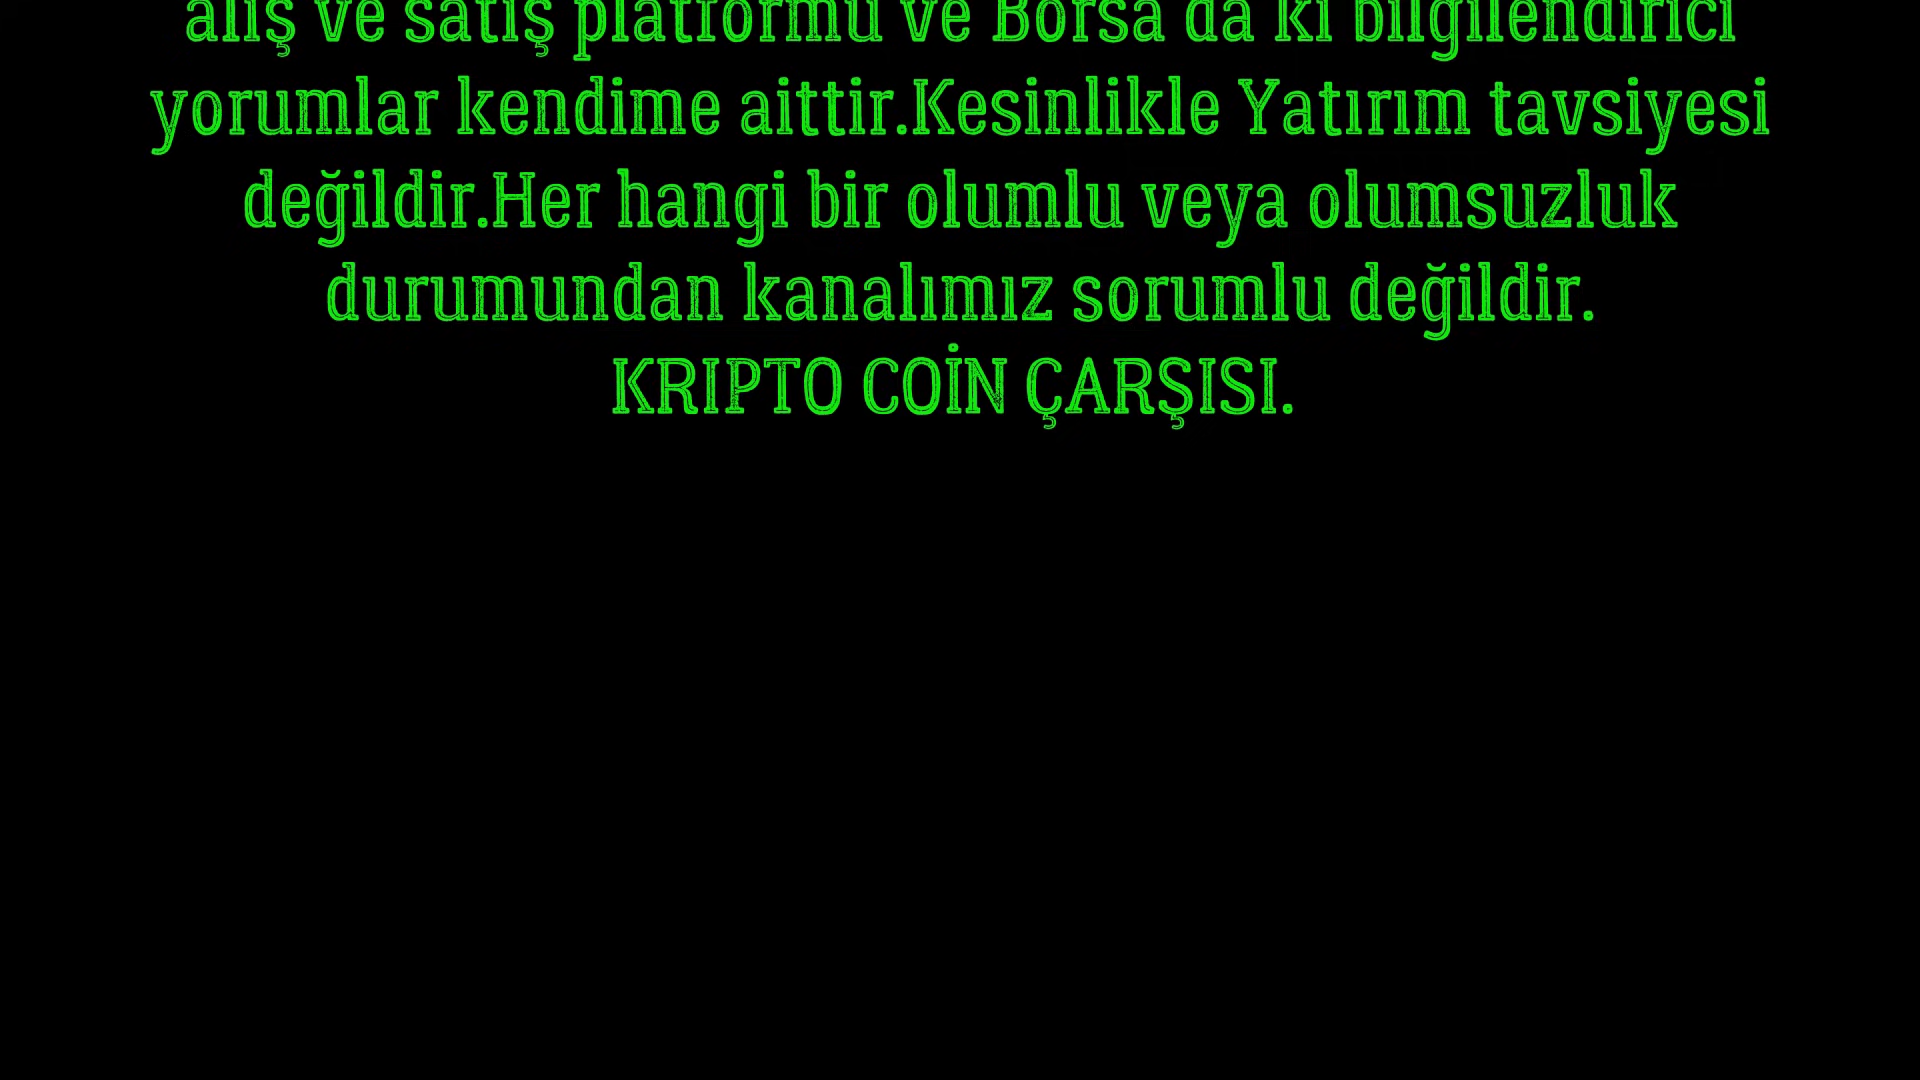 alış ve satış platformu ve Borsa da ki bilgilendirici
yorumlar kendime aittir.Kesinlikle Yatırım tavsiyesi
değildir.Her hangi bir olumlu veya olumsuzluk
durumundan kanalımız sorumlu değildir.
KRIPTO COİN ÇARŞISI.